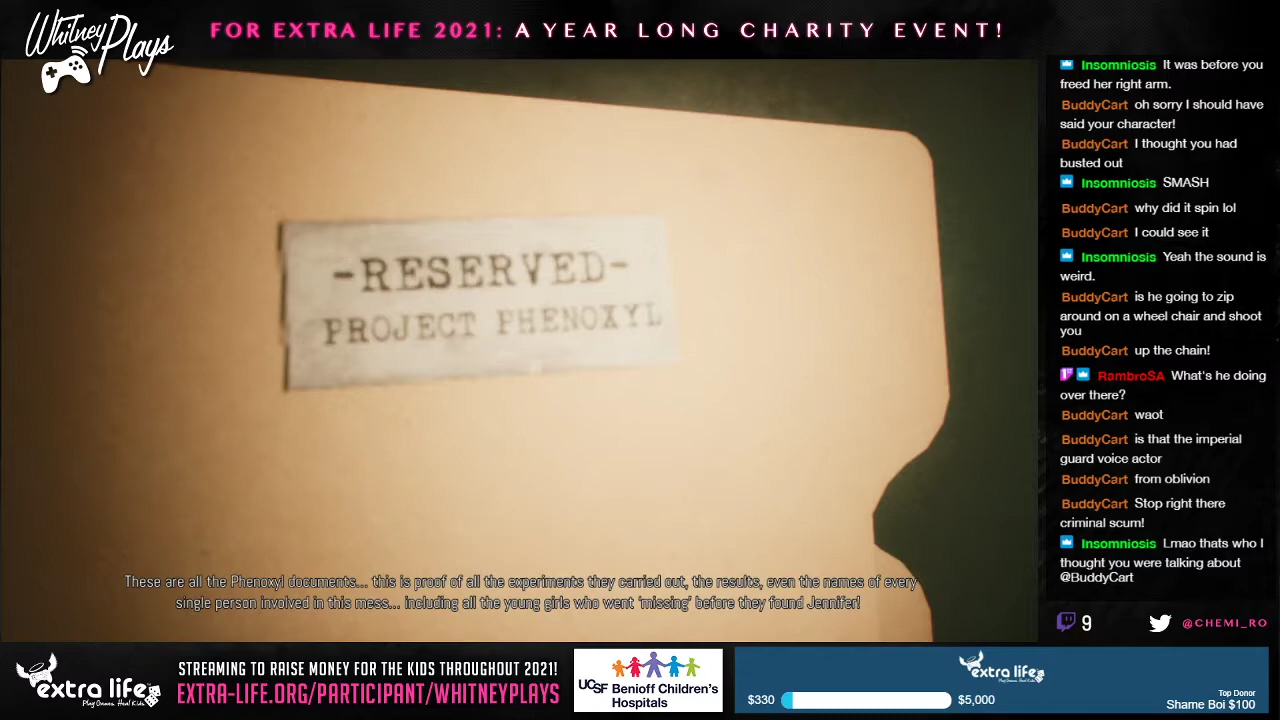 Whitney Plays
FOR EXTRA LIFE 2021: A YEAR LONG CHARITY EVENT!
-RESERVED-
PROJECT PHENOXYL
These are all the Phenoxyl documents... this is proof of all the experiments they carried out, the results, even the names of every
single person involved in this mess... including all the young girls who went 'missing' before they found Jennifer!
Insomniosis It was before you
freed her right arm.
BuddyCart oh sorry I should have
said your character!
BuddyCart I thought you had
busted out
Insomniosis SMASH
BuddyCart why did it spin lol
BuddyCart I could see it
Insomniosis Yeah the sound is
weird.
BuddyCart is he going to zip
around on a wheel chair and shoot
you
BuddyCart up the chain!
RambroSA What's he doing
over there?
BuddyCart waot
BuddyCart is that the imperial
guard voice actor
BuddyCart from oblivion
BuddyCart Stop right there
criminal scum!
Insomniosis Lmao thats who I
thought you were talking about
@BuddyCart
9
@CHEMI_RO
extra life
Play Games. Heal Kids.
STREAMING TO RAISE MONEY FOR THE KIDS THROUGHOUT 2021!
EXTRA-LIFE.ORG/PARTICIPANT/WHITNEYPLAYS
UCSF Benioff Children's
Hospitals
extra life
$330
$5,000
Top Donor
Shame Boi $100